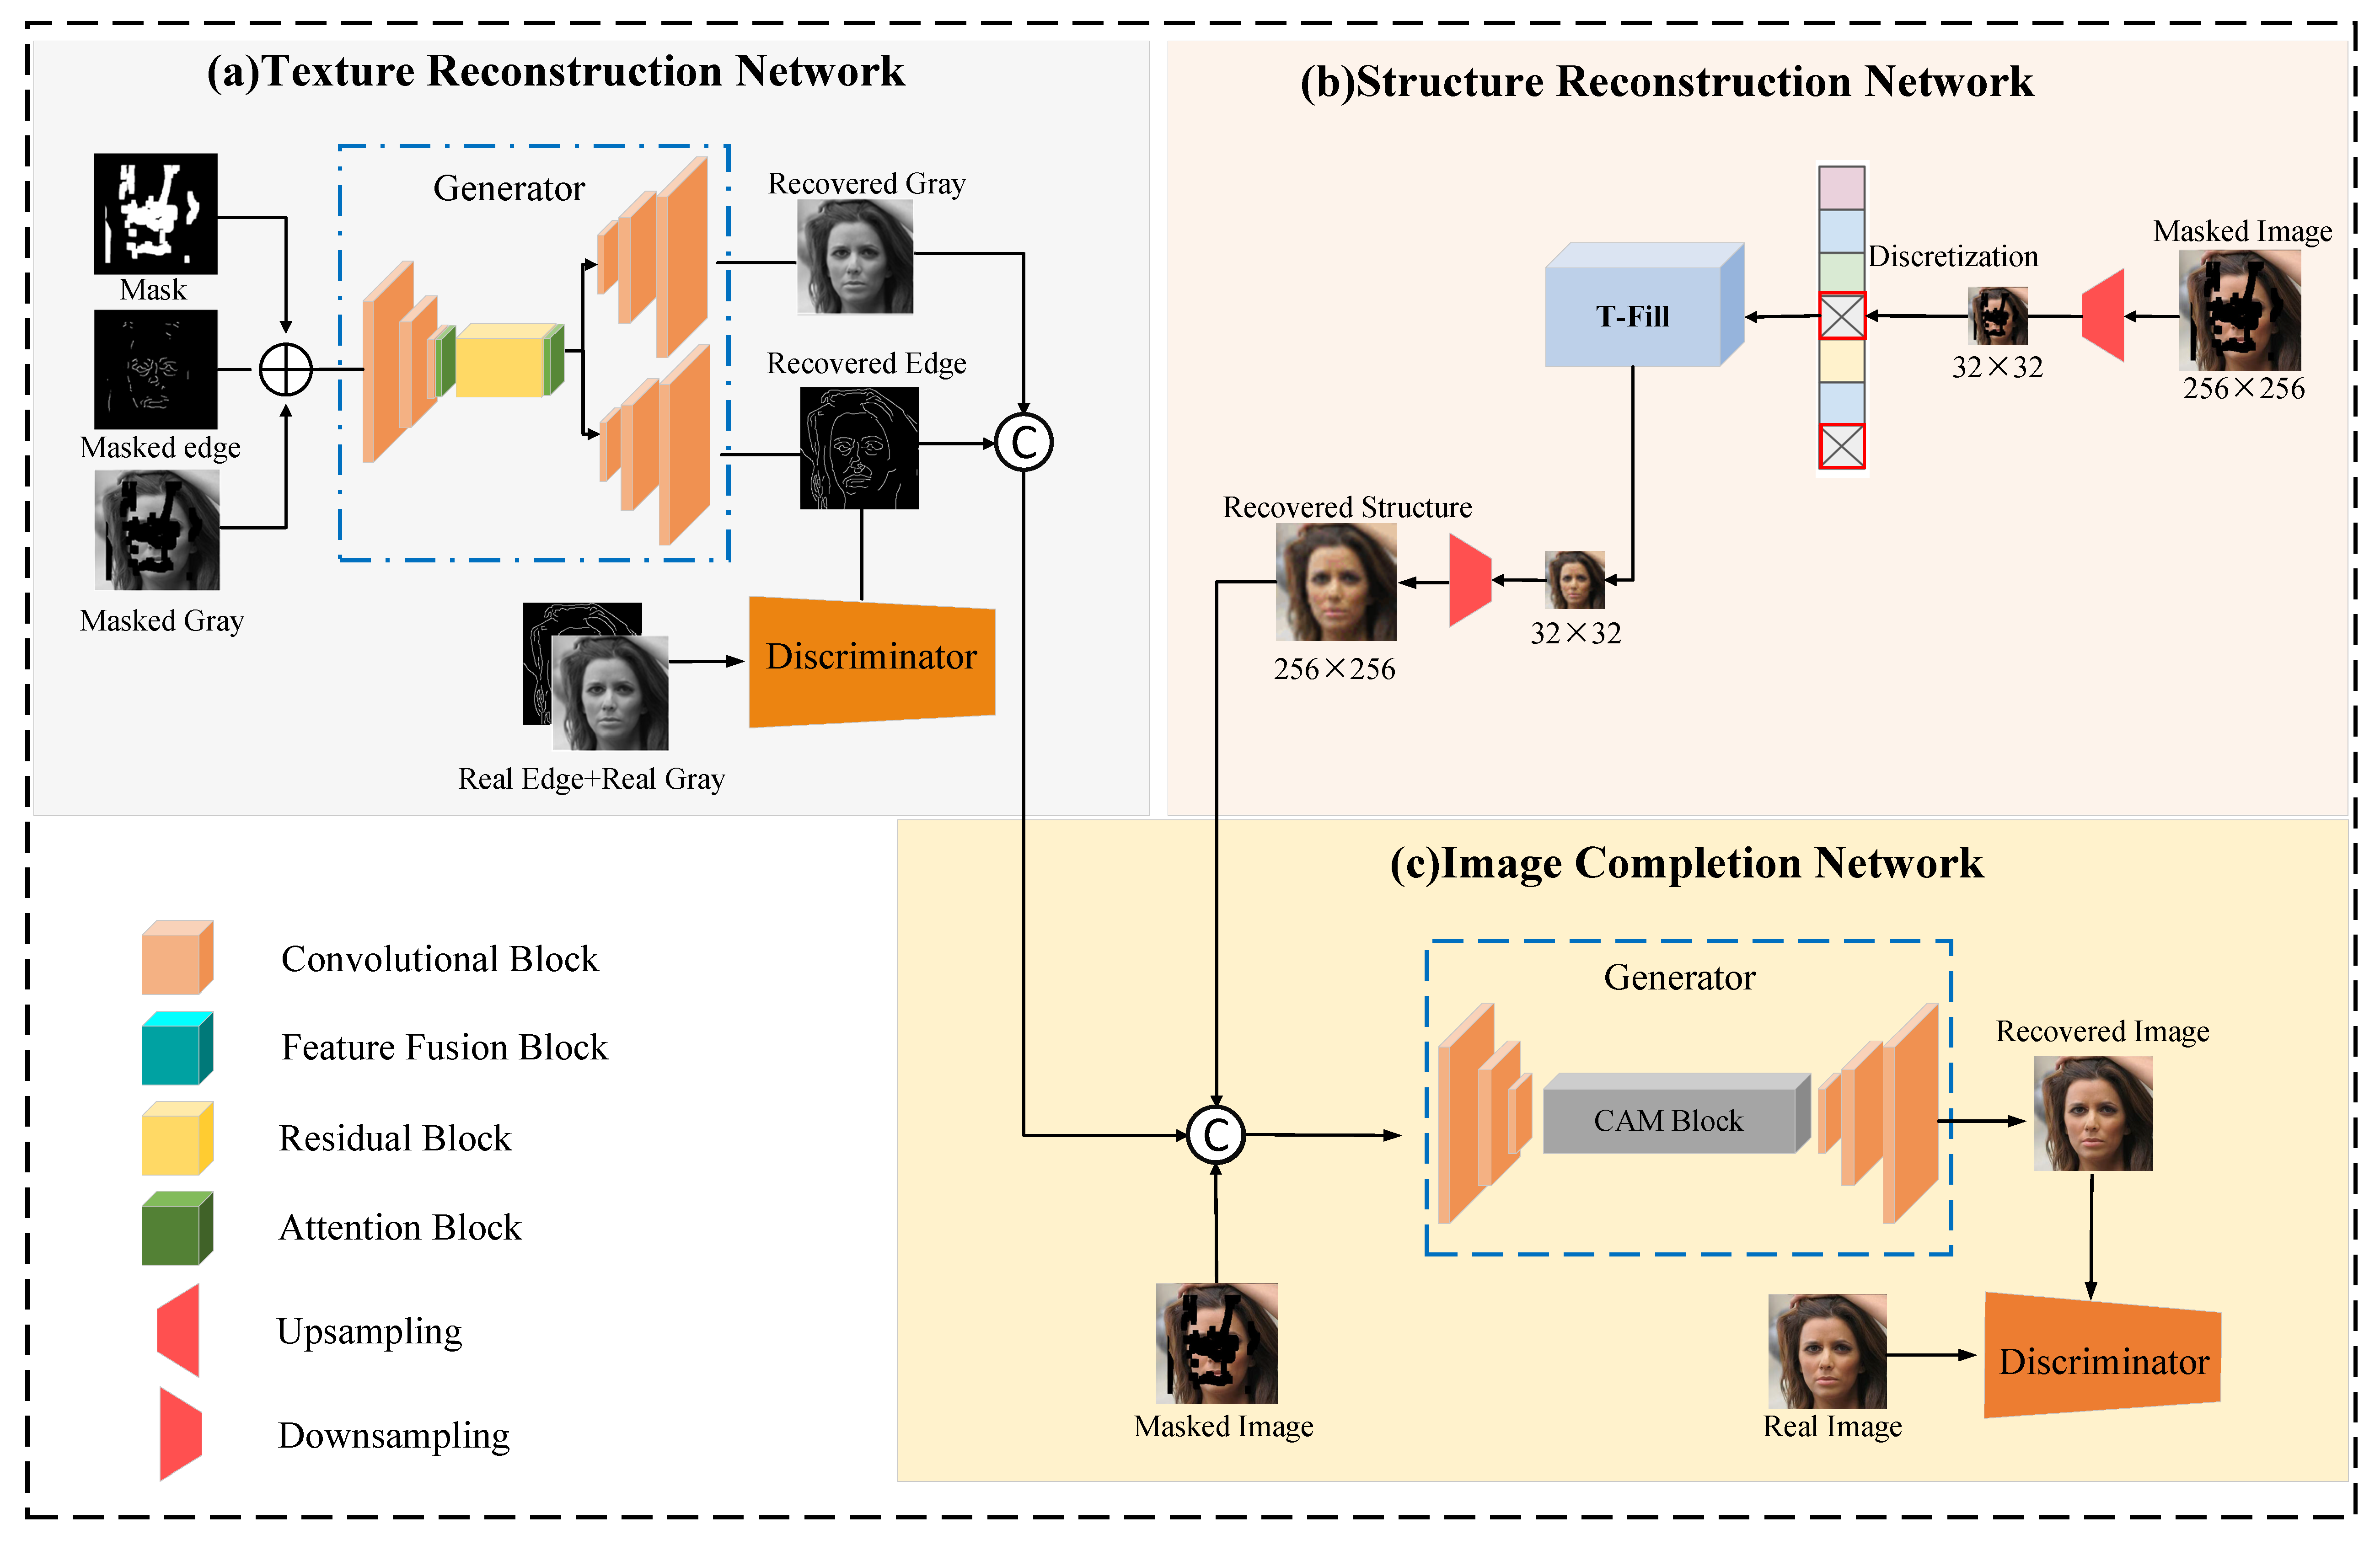 (a)Texture Reconstruction Network
Mask
Masked edge
Masked Gray
Generator
Recovered Gray
Recovered Edge
C
Discriminator
Real Edge+Real Gray
(b)Structure Reconstruction Network
Masked Image
256×256
32×32
Discretization
T-Fill
32×32
Recovered Structure
256×256
Convolutional Block
Feature Fusion Block
Residual Block
Attention Block
Upsampling
Downsampling
(c)Image Completion Network
C
Masked Image
Generator
CAM Block
Recovered Image
Real Image
Discriminator